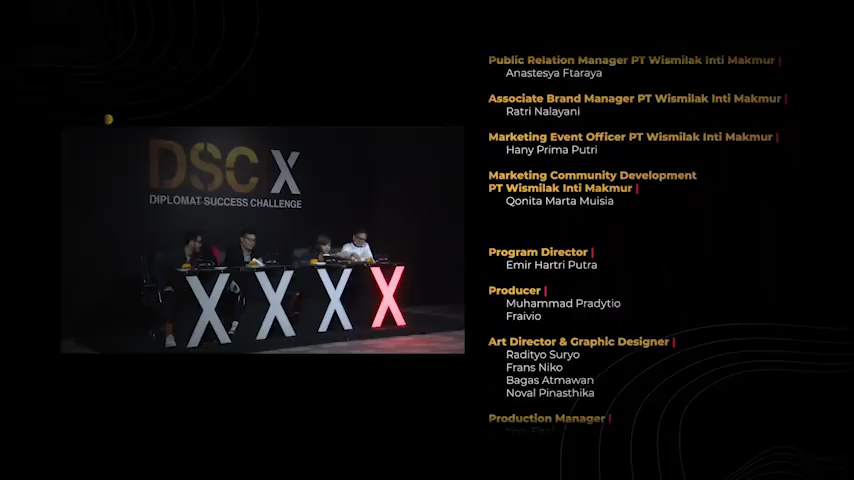 DSC X
DIPLOMAT SUCCESS CHALLENGE
X X X X
Public Relation Manager PT Wismilak Inti Makmur |
Anastesya Ftaraya
Associate Brand Manager PT Wismilak Inti Makmur |
Ratri Nalayani
Marketing Event Officer PT Wismilak Inti Makmur |
Hany Prima Putri
Marketing Community Development
PT Wismilak Inti Makmur |
Qonita Marta Muisia
Program Director |
Emir Hartri Putra
Producer |
Muhammad Pradytio
Fraivio
Art Director & Graphic Designer |
Radityo Suryo
Frans Niko
Bagas Atmawan
Noval Pinasthika
Production Manager |